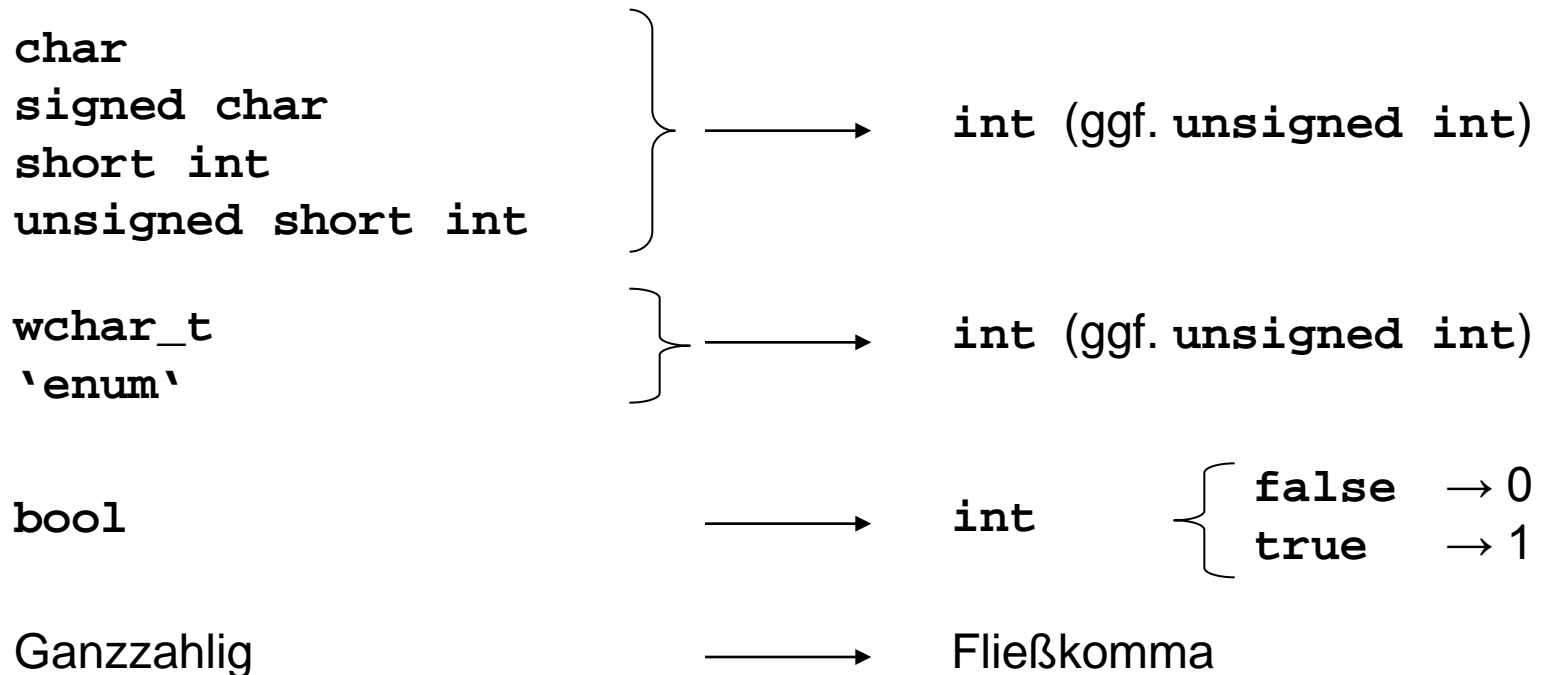 char
signed char
short int
unsigned short int
int (ggf. unsigned int)
wchar_t
‘enum‘
int (ggf. unsigned int)
bool
int
false → 0
true → 1
Ganzzahlig
Fließkomma